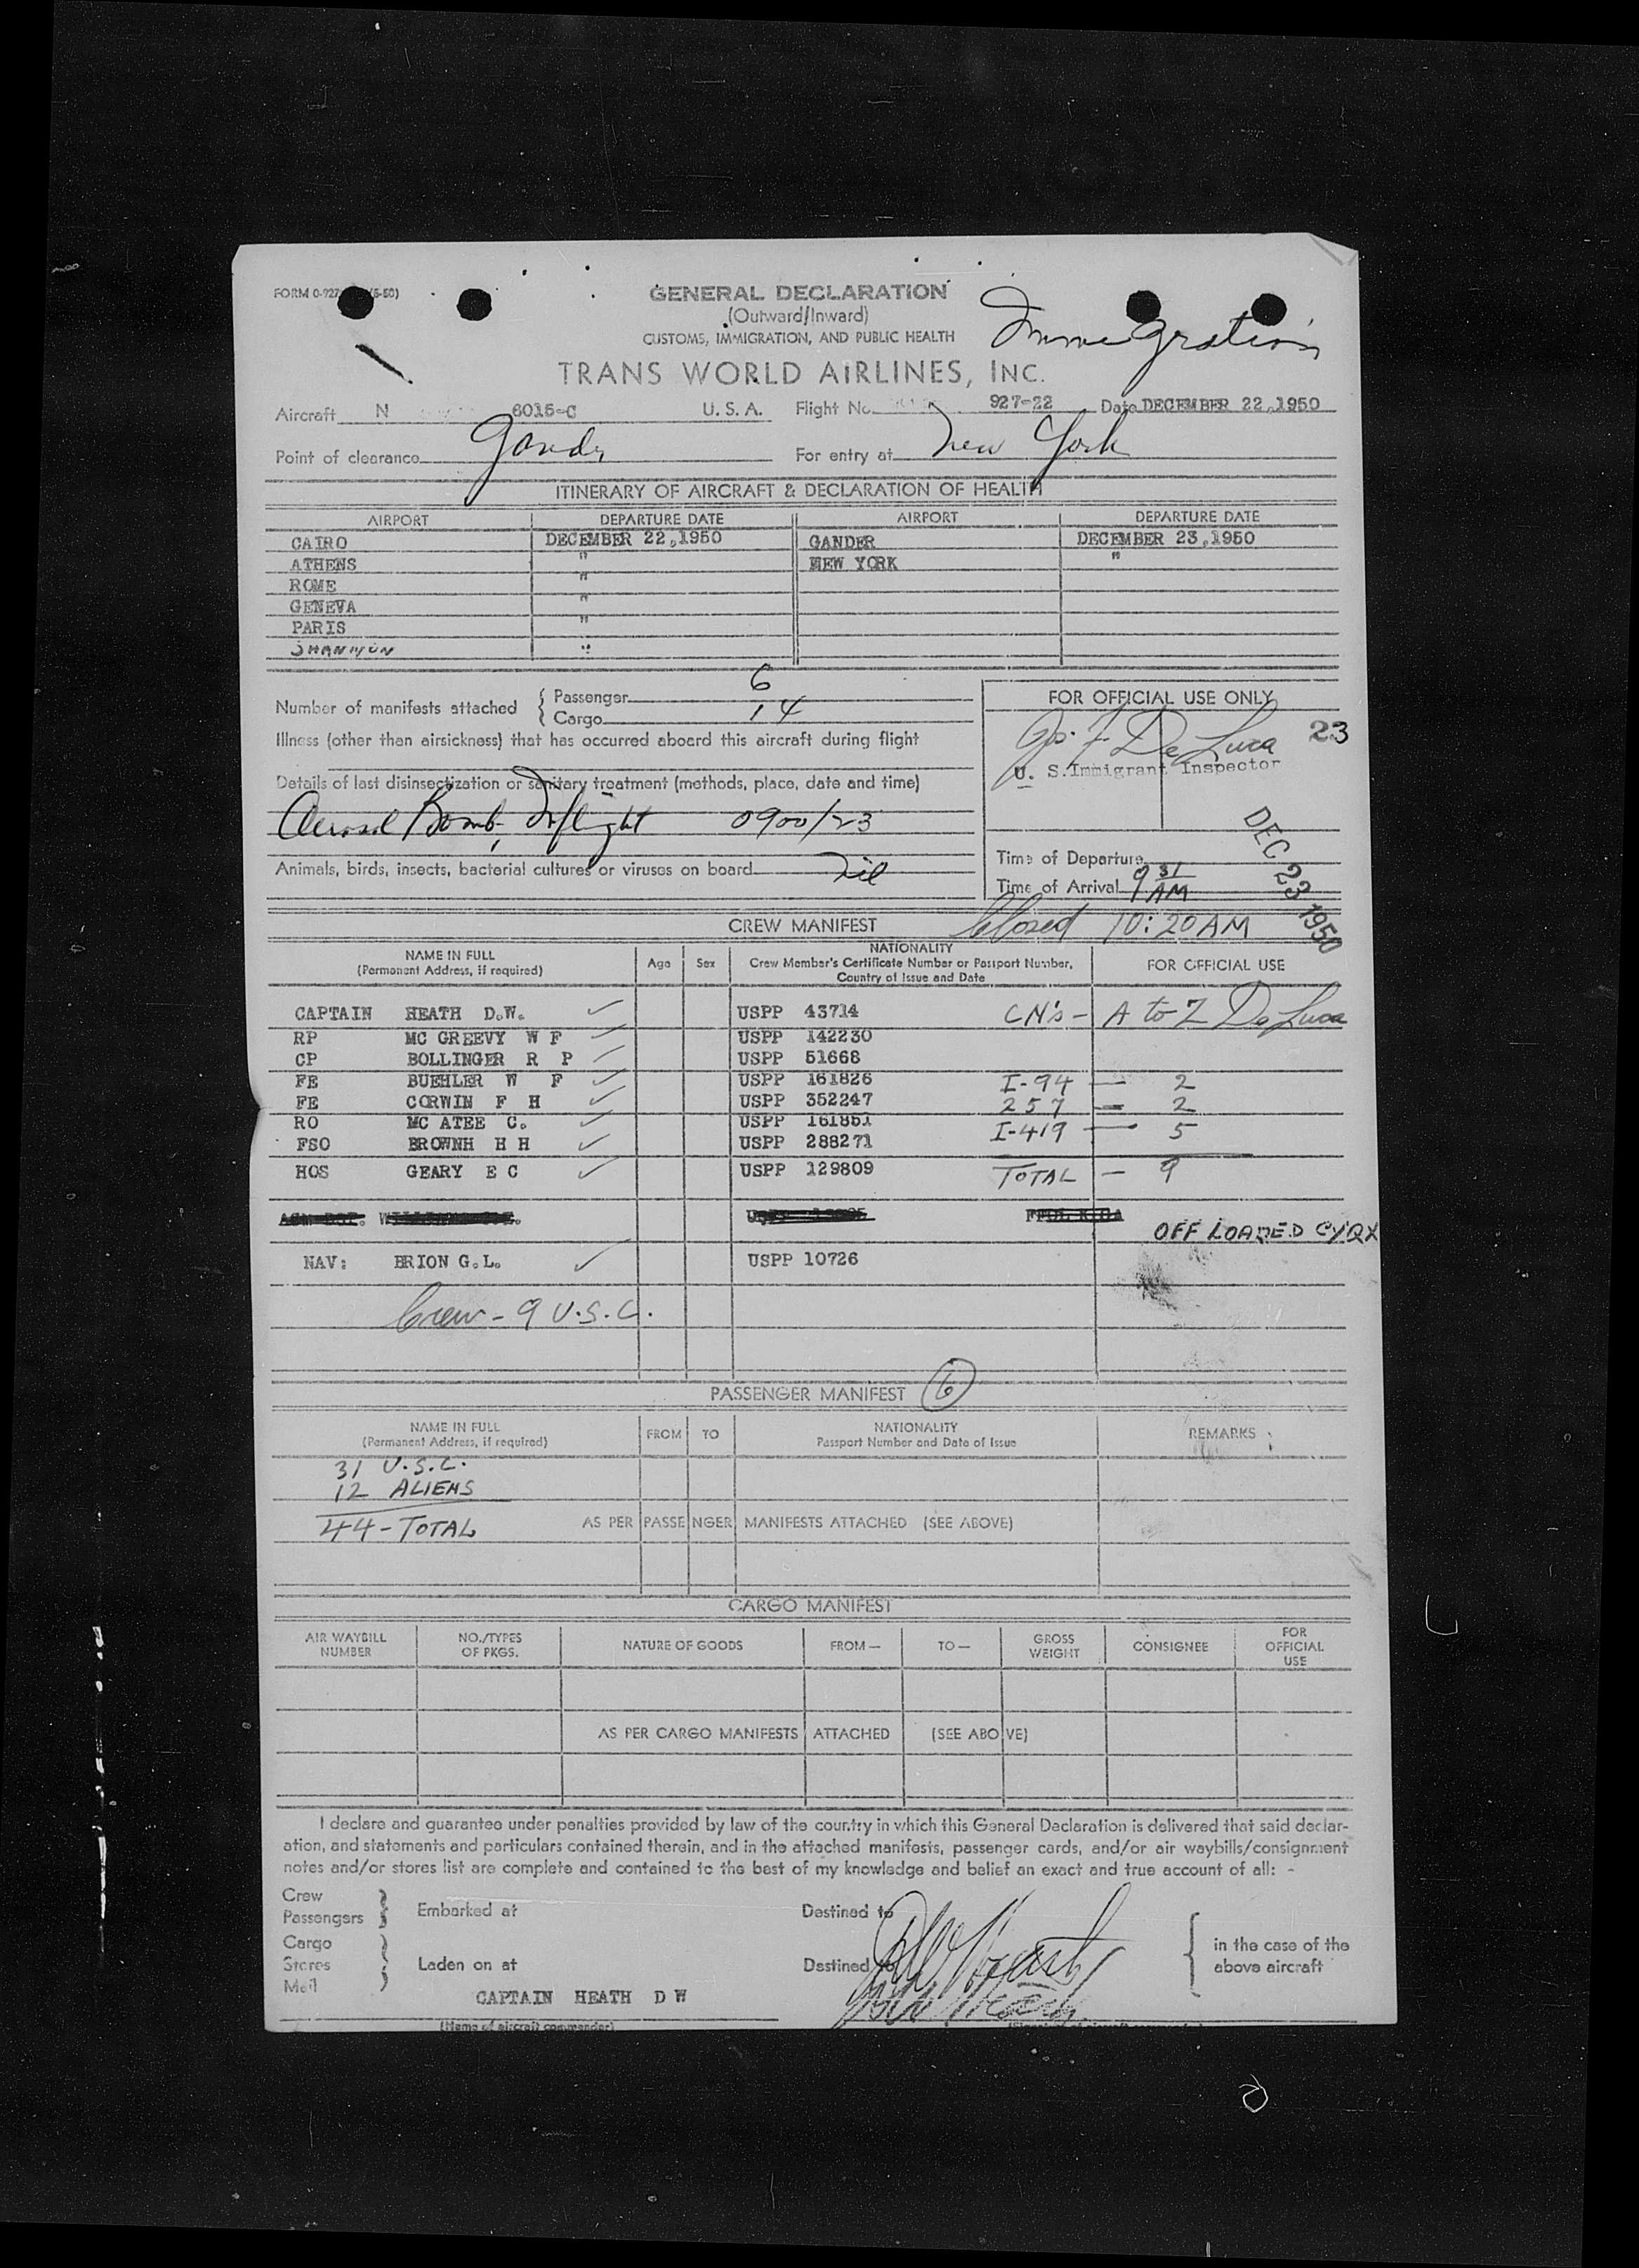 FORM 0-927 (5-50)
GENERAL DECLARATION
(Outward/Inward)
CUSTOMS, IMMIGRATION, AND PUBLIC HEALTH
Immigration
TRANS WORLD AIRLINES, INC.
Aircraft N 6015-C U. S. A. Flight No. 927-22 Date DECEMBER 22,1950
Point of clearance Gander For entry at New York
ITINERARY OF AIRCRAFT & DECLARATION OF HEALTH
AIRPORT DEPARTURE DATE AIRPORT DEPARTURE DATE
CAIRO DECEMBER 22,1950 GANDER DECEMBER 23,1950
ATHENS " NEW YORK "
ROME "
GENEVA "
PARIS "
SHANNON "
Number of manifests attached { Passenger 6
{ Cargo 14
FOR OFFICIAL USE ONLY
Illness (other than airsickness) that has occurred aboard this aircraft during flight
De Luca 23
U. S. Immigrant Inspector
Details of last disinsectization or sanitary treatment (methods, place, date and time)
Aerosol Bomb, Inflight 0900/23
DEC 23 1950
Animals, birds, insects, bacterial cultures or viruses on board Nil
Time of Departure
Time of Arrival 9 31 AM
CREW MANIFEST Closed 10:20 AM
NAME IN FULL
(Permanent Address, if required)
Age Sex
NATIONALITY
Crew Member's Certificate Number or Passport Number,
Country of Issue and Date
FOR OFFICIAL USE
CAPTAIN HEATH D.W. USPP 43714 CN's - A to Z De Luca
RP MC GREEVY W F USPP 142230
CP BOLLINGER R P USPP 51668
FE BUEHLER W F USPP 161826 I-94 — 2
FE CORWIN F H USPP 352247 257 — 2
RO MC ATEE C. USPP 161851 I-419 — 5
FSO BROWNH H H USPP 288271
HOS GEARY E C USPP 129809 TOTAL — 9
OFF LOADED CYQX
NAV: BRION G.L. USPP 10726
Crew - 9 U.S.C.
PASSENGER MANIFEST 6
NAME IN FULL
(Permanent Address, if required)
FROM TO
NATIONALITY
Passport Number and Date of Issue
REMARKS
31 U.S.C.
12 ALIENS
44 - TOTAL AS PER PASSENGER MANIFESTS ATTACHED (SEE ABOVE)
CARGO MANIFEST
AIR WAYBILL NUMBER NO./TYPES OF PKGS. NATURE OF GOODS FROM — TO — GROSS WEIGHT CONSIGNEE FOR OFFICIAL USE
AS PER CARGO MANIFESTS ATTACHED (SEE ABOVE)
I declare and guarantee under penalties provided by law of the country in which this General Declaration is delivered that said declar-
ation, and statements and particulars contained therein, and in the attached manifests, passenger cards, and/or air waybills/consignment
notes and/or stores list are complete and contained to the best of my knowledge and belief an exact and true account of all: -
Crew
Passengers } Embarked at Destined to
Cargo
Stores } Laden on at Destined to { in the case of the
Mail above aircraft
CAPTAIN HEATH D W
(Name of aircraft commander)